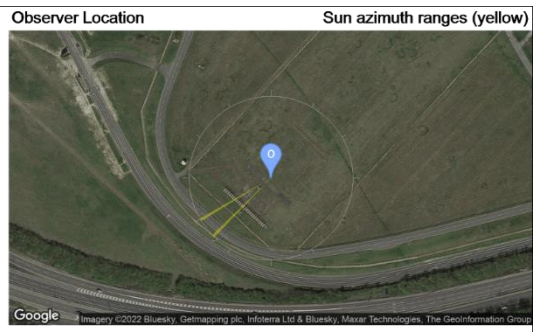 Observer Location Sun azimuth ranges (yellow)
O
Google Imagery ©2022 Bluesky, Getmapping plc, Infoterra Ltd & Bluesky, Maxar Technologies, The GeoInformation Group